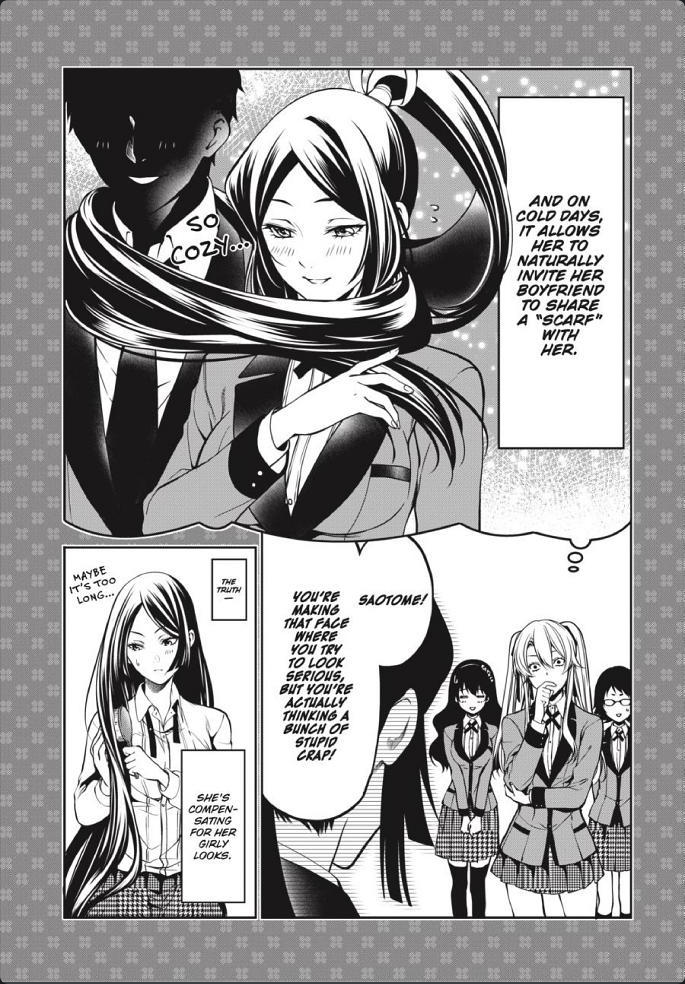 AND ON
COLD DAYS,
IT ALLOWS
HER TO
NATURALLY
INVITE HER
BOYFRIEND
TO SHARE
A "SCARF"
WITH
HER.
SO
COZY...
SAOTOME!
YOU'RE
MAKING
THAT FACE
WHERE
YOU TRY
TO LOOK
SERIOUS,
BUT YOU'RE
ACTUALLY
THINKING A
BUNCH OF
STUPID
CRAP!
THE
TRUTH
—
MAYBE
IT'S TOO
LONG...
SHE'S
COMPEN-
SATING
FOR HER
GIRLY
LOOKS.